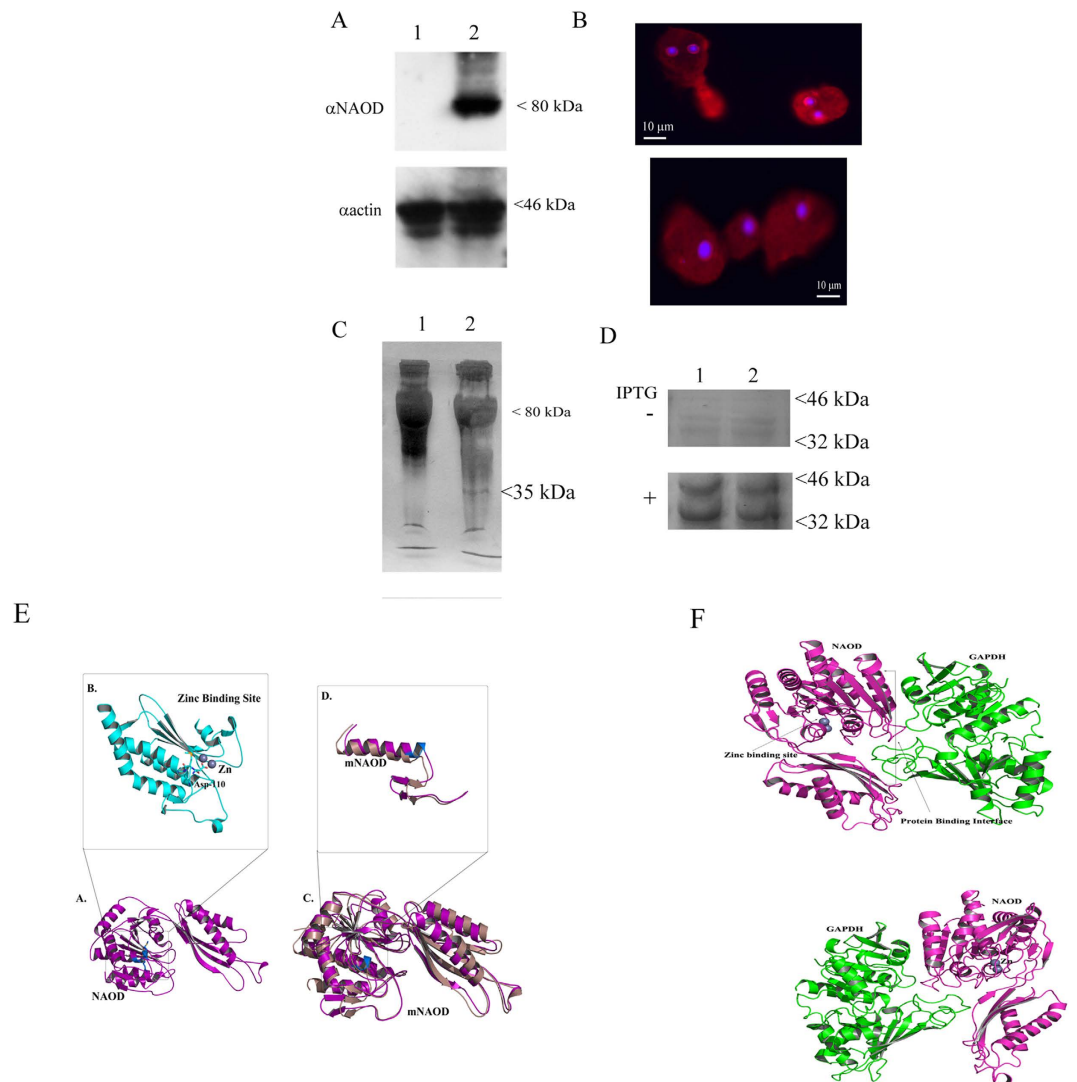 A
1 2
αNAOD
< 80 kDa
αactin
<46 kDa
B
10 µm
10 µm
C
1 2
< 80 kDa
<35 kDa
D
1 2
IPTG
-
<46 kDa
<32 kDa
+
<46 kDa
<32 kDa
E
B.
Zinc Binding Site
Zn
Asp-110
D.
mNAOD
A.
NAOD
C.
mNAOD
F
NAOD
GAPDH
Zinc binding site
Protein Binding Interface
NAOD
GAPDH
Zn